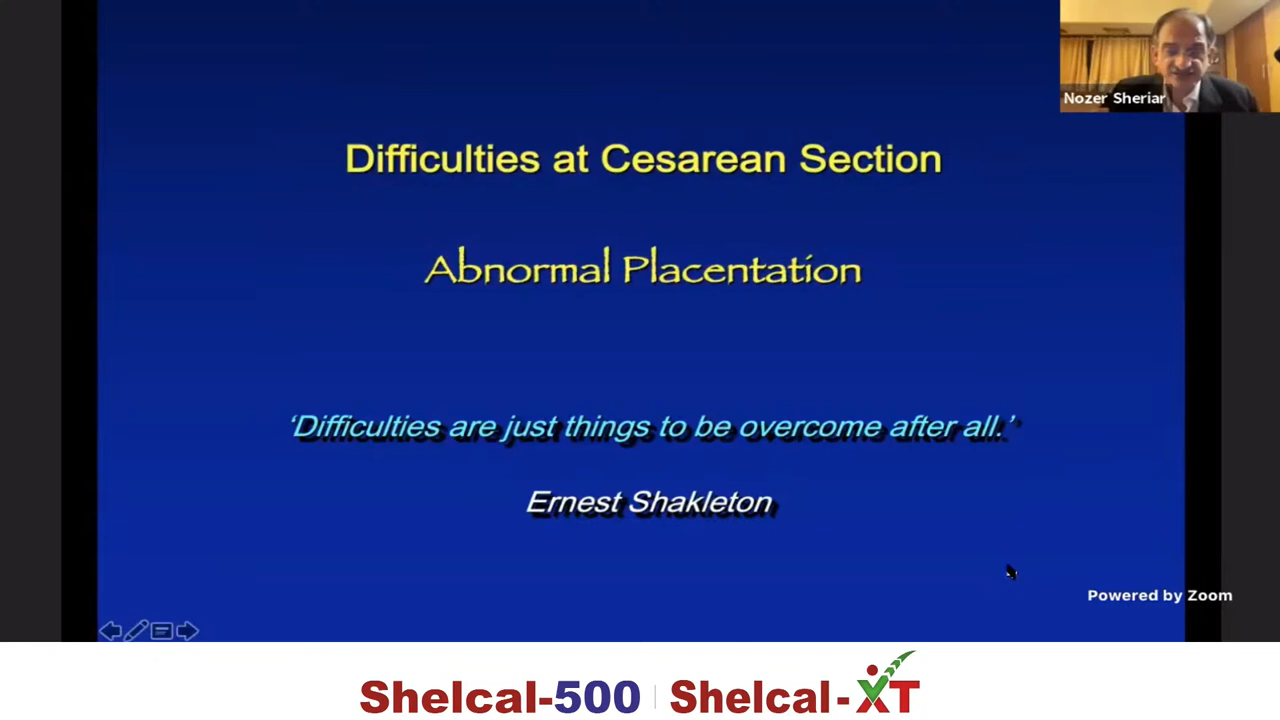 Nozer Sheriar
Difficulties at Cesarean Section
Abnormal Placentation
‘Difficulties are just things to be overcome after all.’
Ernest Shakleton
Powered by Zoom
Shelcal-500 Shelcal-XT